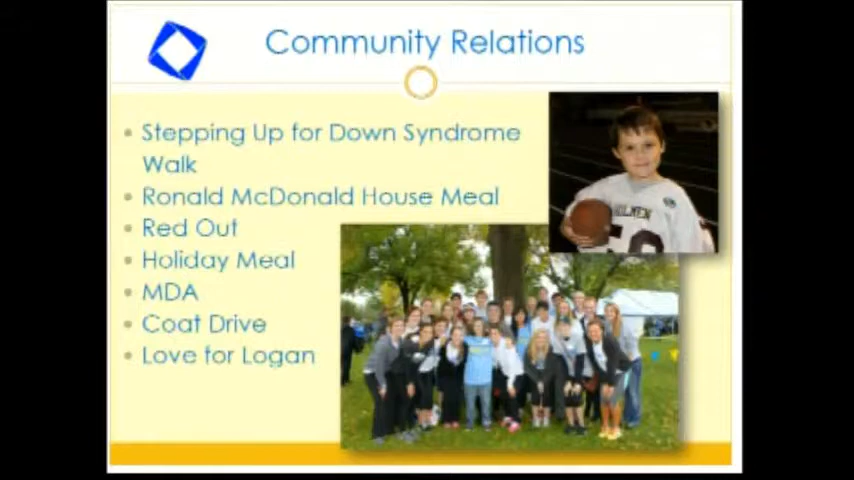 Community Relations
Stepping Up for Down Syndrome
Walk
Ronald McDonald House Meal
Red Out
Holiday Meal
MDA
Coat Drive
Love for Logan